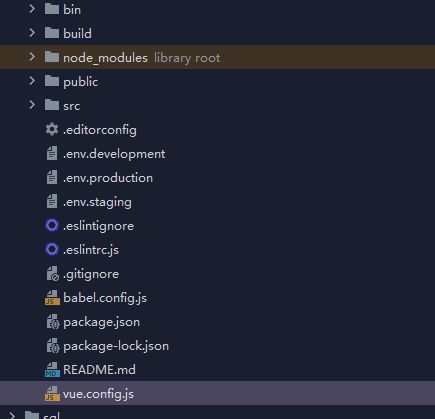 bin
build
node_modules library root
public
src
.editorconfig
.env.development
.env.production
.env.staging
.eslintignore
.eslintrc.js
.gitignore
babel.config.js
package.json
package-lock.json
README.md
vue.config.js
sql